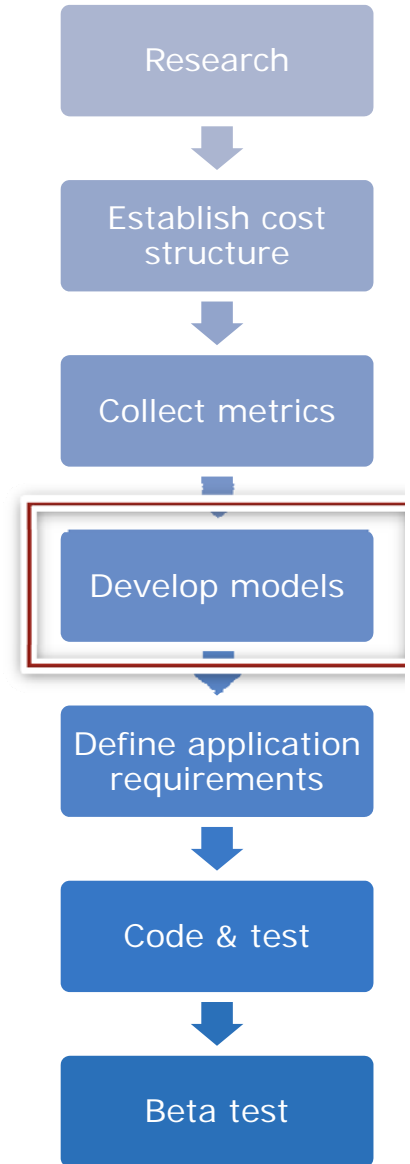 Research
Establish cost
structure
Collect metrics
Develop models
Define application
requirements
Code & test
Beta test